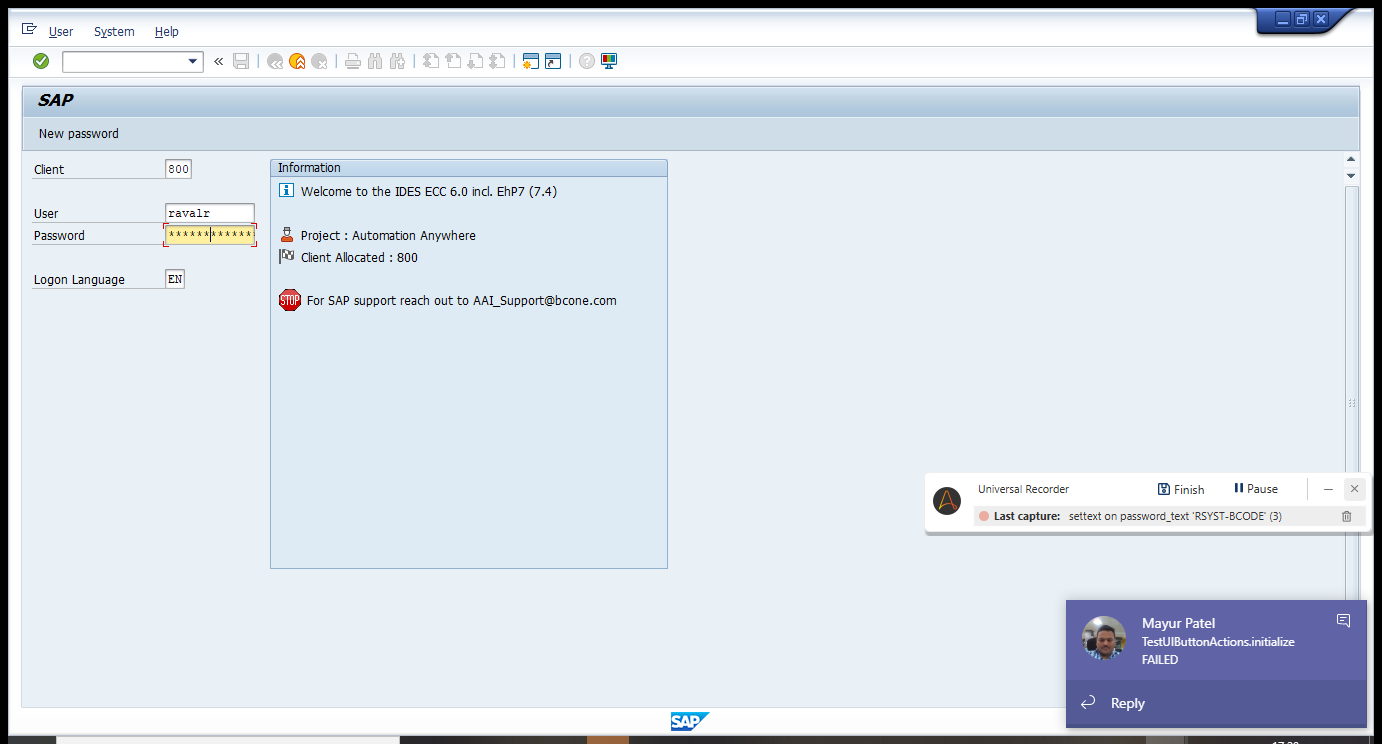 User System Help
SAP
New password
Client 800
User ravalr
Password ******|******
Logon Language EN
Information
Welcome to the IDES ECC 6.0 incl. EhP7 (7.4)
Project : Automation Anywhere
Client Allocated : 800
STOP For SAP support reach out to AAI_Support@bcone.com
Universal Recorder Finish Pause
Last capture: settext on password_text 'RSYST-BCODE' (3)
Mayur Patel
TestUIButtonActions.initialize
FAILED
Reply
SAP